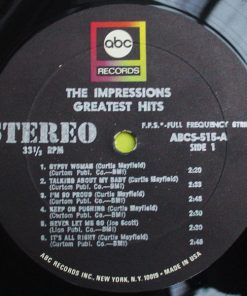 abc
RECORDS
THE IMPRESSIONS
GREATEST HITS
STEREO
33⅓ RPM
F.F.S.*-FULL FREQUENCY STEREO
ABCS-515-A
SIDE 1
1. GYPSY WOMAN (Curtis Mayfield)
(Curtom Publ. Co.—BMI) 2:20
2. TALKING ABOUT MY BABY (Curtis Mayfield)
(Curtom Publ. Co.—BMI) 2:33
3. I'M SO PROUD (Curtis Mayfield)
(Curtom Publ. Co.—BMI) 2:48
4. KEEP ON PUSHING (Curtis Mayfield)
(Curtom Publ. Co.—BMI) 2:30
5. NEVER LET ME GO (Joe Scott)
(Lion Publ. Co.—BMI) 2:20
6. IT'S ALL RIGHT (Curtis Mayfield)
(Curtom Publ. Co.—BMI) 2:48
ABC RECORDS INC., NEW YORK, N.Y. 10019 • MADE IN USA